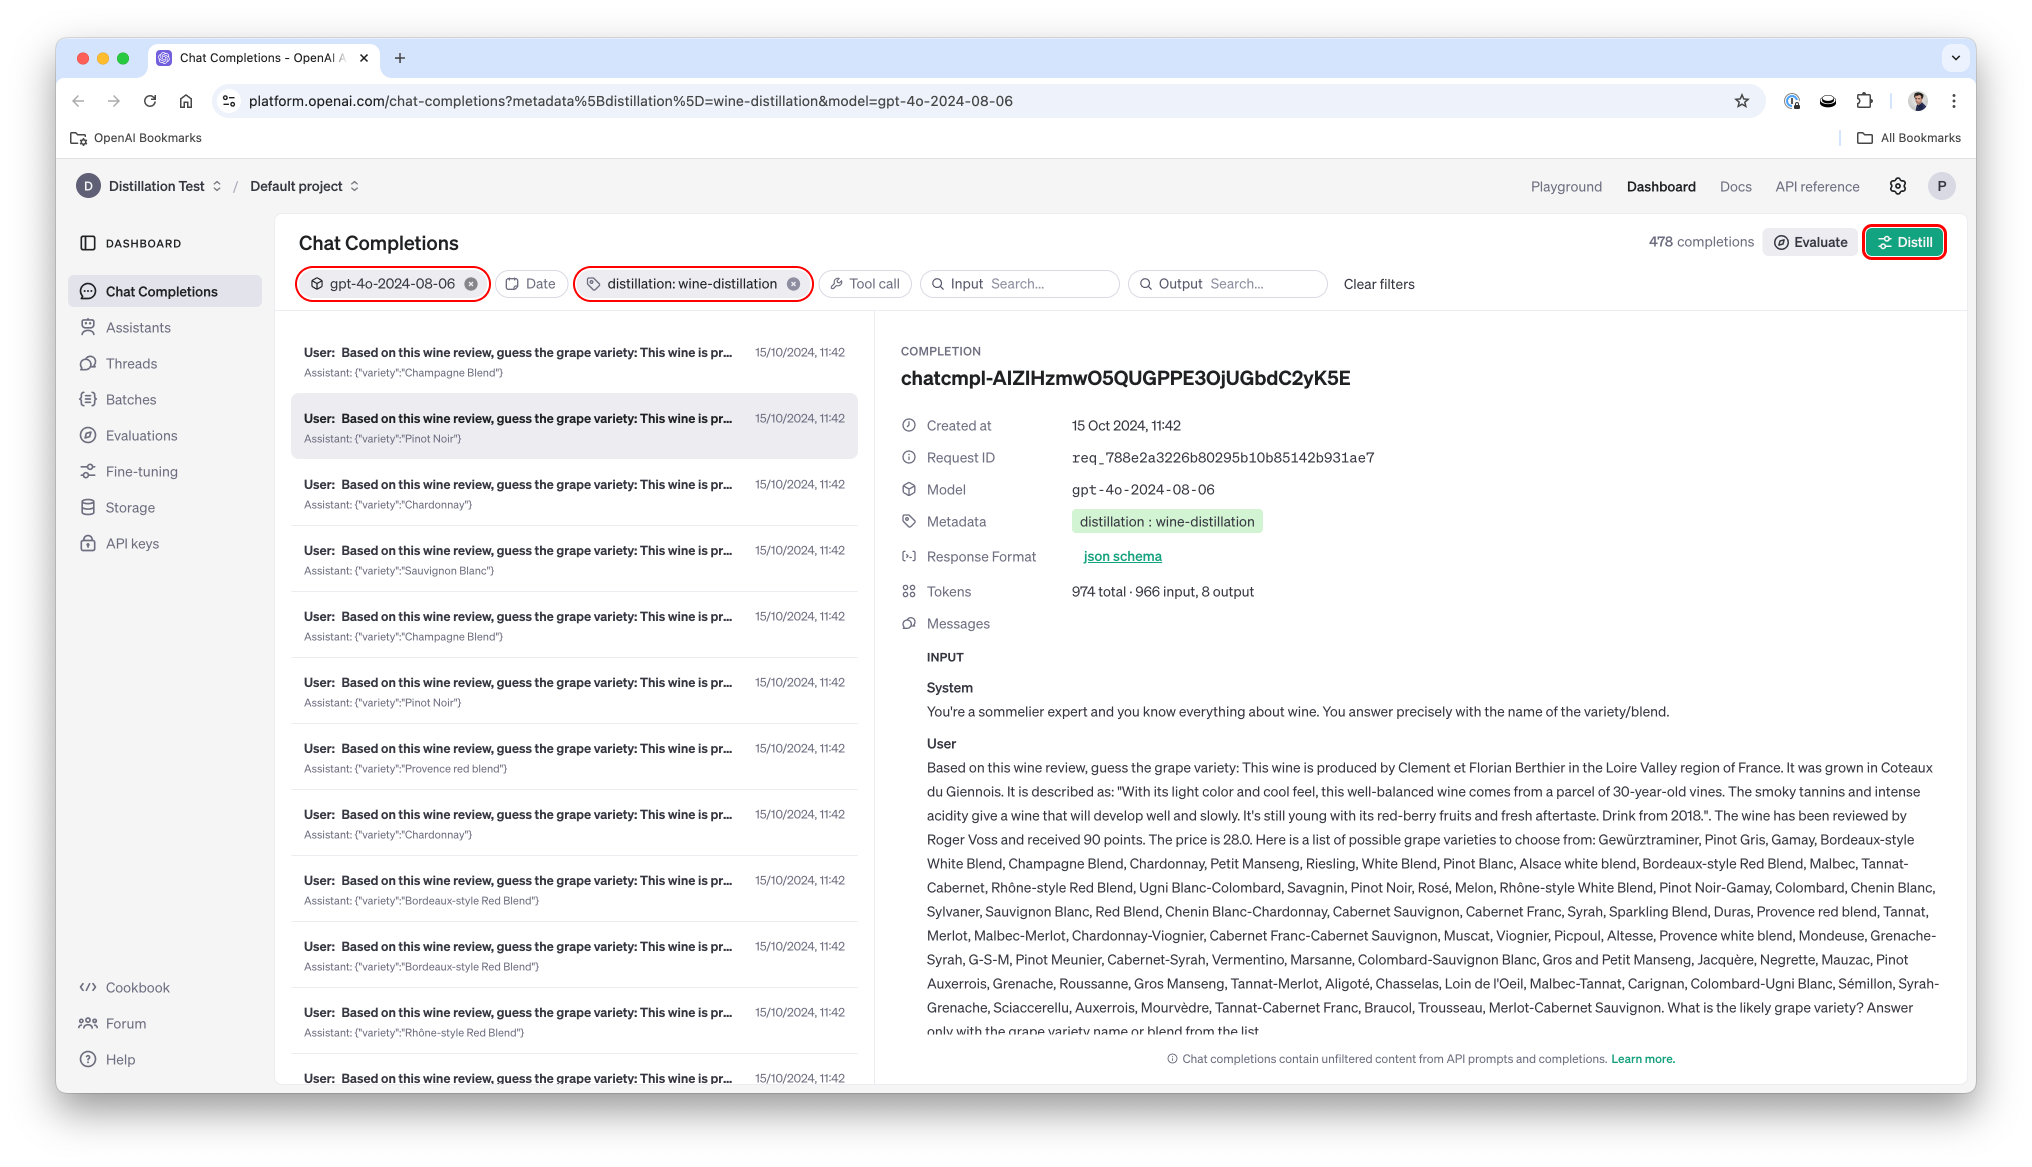 Chat Completions - OpenAI A
platform.openai.com/chat-completions?metadata%5Bdistillation%5D=wine-distillation&model=gpt-4o-2024-08-06
OpenAI Bookmarks
All Bookmarks
D Distillation Test / Default project
Playground Dashboard Docs API reference P
DASHBOARD
Chat Completions
Assistants
Threads
Batches
Evaluations
Fine-tuning
Storage
API keys
Cookbook
Forum
Help
Chat Completions
478 completions Evaluate Distill
gpt-4o-2024-08-06 Date distillation: wine-distillation Tool call Input Search... Output Search... Clear filters
User: Based on this wine review, guess the grape variety: This wine is pr... 15/10/2024, 11:42
Assistant: {"variety":"Champagne Blend"}
User: Based on this wine review, guess the grape variety: This wine is pr... 15/10/2024, 11:42
Assistant: {"variety":"Pinot Noir"}
User: Based on this wine review, guess the grape variety: This wine is pr... 15/10/2024, 11:42
Assistant: {"variety":"Chardonnay"}
User: Based on this wine review, guess the grape variety: This wine is pr... 15/10/2024, 11:42
Assistant: {"variety":"Sauvignon Blanc"}
User: Based on this wine review, guess the grape variety: This wine is pr... 15/10/2024, 11:42
Assistant: {"variety":"Champagne Blend"}
User: Based on this wine review, guess the grape variety: This wine is pr... 15/10/2024, 11:42
Assistant: {"variety":"Pinot Noir"}
User: Based on this wine review, guess the grape variety: This wine is pr... 15/10/2024, 11:42
Assistant: {"variety":"Provence red blend"}
User: Based on this wine review, guess the grape variety: This wine is pr... 15/10/2024, 11:42
Assistant: {"variety":"Chardonnay"}
User: Based on this wine review, guess the grape variety: This wine is pr... 15/10/2024, 11:42
Assistant: {"variety":"Bordeaux-style Red Blend"}
User: Based on this wine review, guess the grape variety: This wine is pr... 15/10/2024, 11:42
Assistant: {"variety":"Bordeaux-style Red Blend"}
User: Based on this wine review, guess the grape variety: This wine is pr... 15/10/2024, 11:42
Assistant: {"variety":"Rhône-style Red Blend"}
User: Based on this wine review, guess the grape variety: This wine is pr... 15/10/2024, 11:42
COMPLETION
chatcmpl-AIZIHzmwO5QUGPPE3OjUGbdC2yK5E
Created at 15 Oct 2024, 11:42
Request ID req_788e2a3226b80295b10b85142b931ae7
Model gpt-4o-2024-08-06
Metadata distillation : wine-distillation
Response Format json schema
Tokens 974 total · 966 input, 8 output
Messages
INPUT
System
You're a sommelier expert and you know everything about wine. You answer precisely with the name of the variety/blend.
User
Based on this wine review, guess the grape variety: This wine is produced by Clement et Florian Berthier in the Loire Valley region of France. It was grown in Coteaux
du Giennois. It is described as: "With its light color and cool feel, this well-balanced wine comes from a parcel of 30-year-old vines. The smoky tannins and intense
acidity give a wine that will develop well and slowly. It's still young with its red-berry fruits and fresh aftertaste. Drink from 2018.". The wine has been reviewed by
Roger Voss and received 90 points. The price is 28.0. Here is a list of possible grape varieties to choose from: Gewürztraminer, Pinot Gris, Gamay, Bordeaux-style
White Blend, Champagne Blend, Chardonnay, Petit Manseng, Riesling, White Blend, Pinot Blanc, Alsace white blend, Bordeaux-style Red Blend, Malbec, Tannat-
Cabernet, Rhône-style Red Blend, Ugni Blanc-Colombard, Savagnin, Pinot Noir, Rosé, Melon, Rhône-style White Blend, Pinot Noir-Gamay, Colombard, Chenin Blanc,
Sylvaner, Sauvignon Blanc, Red Blend, Chenin Blanc-Chardonnay, Cabernet Sauvignon, Cabernet Franc, Syrah, Sparkling Blend, Duras, Provence red blend, Tannat,
Merlot, Malbec-Merlot, Chardonnay-Viognier, Cabernet Franc-Cabernet Sauvignon, Muscat, Viognier, Picpoul, Altesse, Provence white blend, Mondeuse, Grenache-
Syrah, G-S-M, Pinot Meunier, Cabernet-Syrah, Vermentino, Marsanne, Colombard-Sauvignon Blanc, Gros and Petit Manseng, Jacquère, Negrette, Mauzac, Pinot
Auxerrois, Grenache, Roussanne, Gros Manseng, Tannat-Merlot, Aligoté, Chasselas, Loin de l'Oeil, Malbec-Tannat, Carignan, Colombard-Ugni Blanc, Sémillon, Syrah-
Grenache, Sciaccerellu, Auxerrois, Mourvèdre, Tannat-Cabernet Franc, Braucol, Trousseau, Merlot-Cabernet Sauvignon. What is the likely grape variety? Answer
only with the grape variety name or blend from the list
Chat completions contain unfiltered content from API prompts and completions. Learn more.